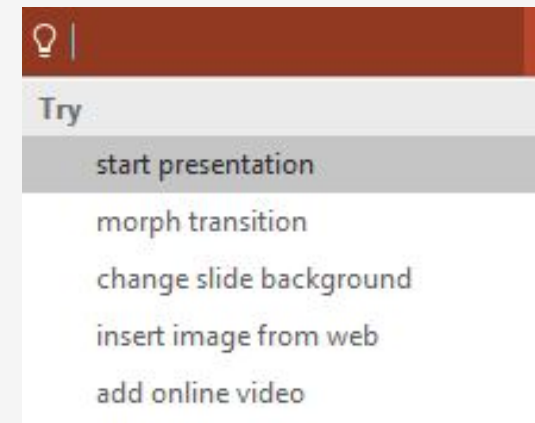 Try
start presentation
morph transition
change slide background
insert image from web
add online video